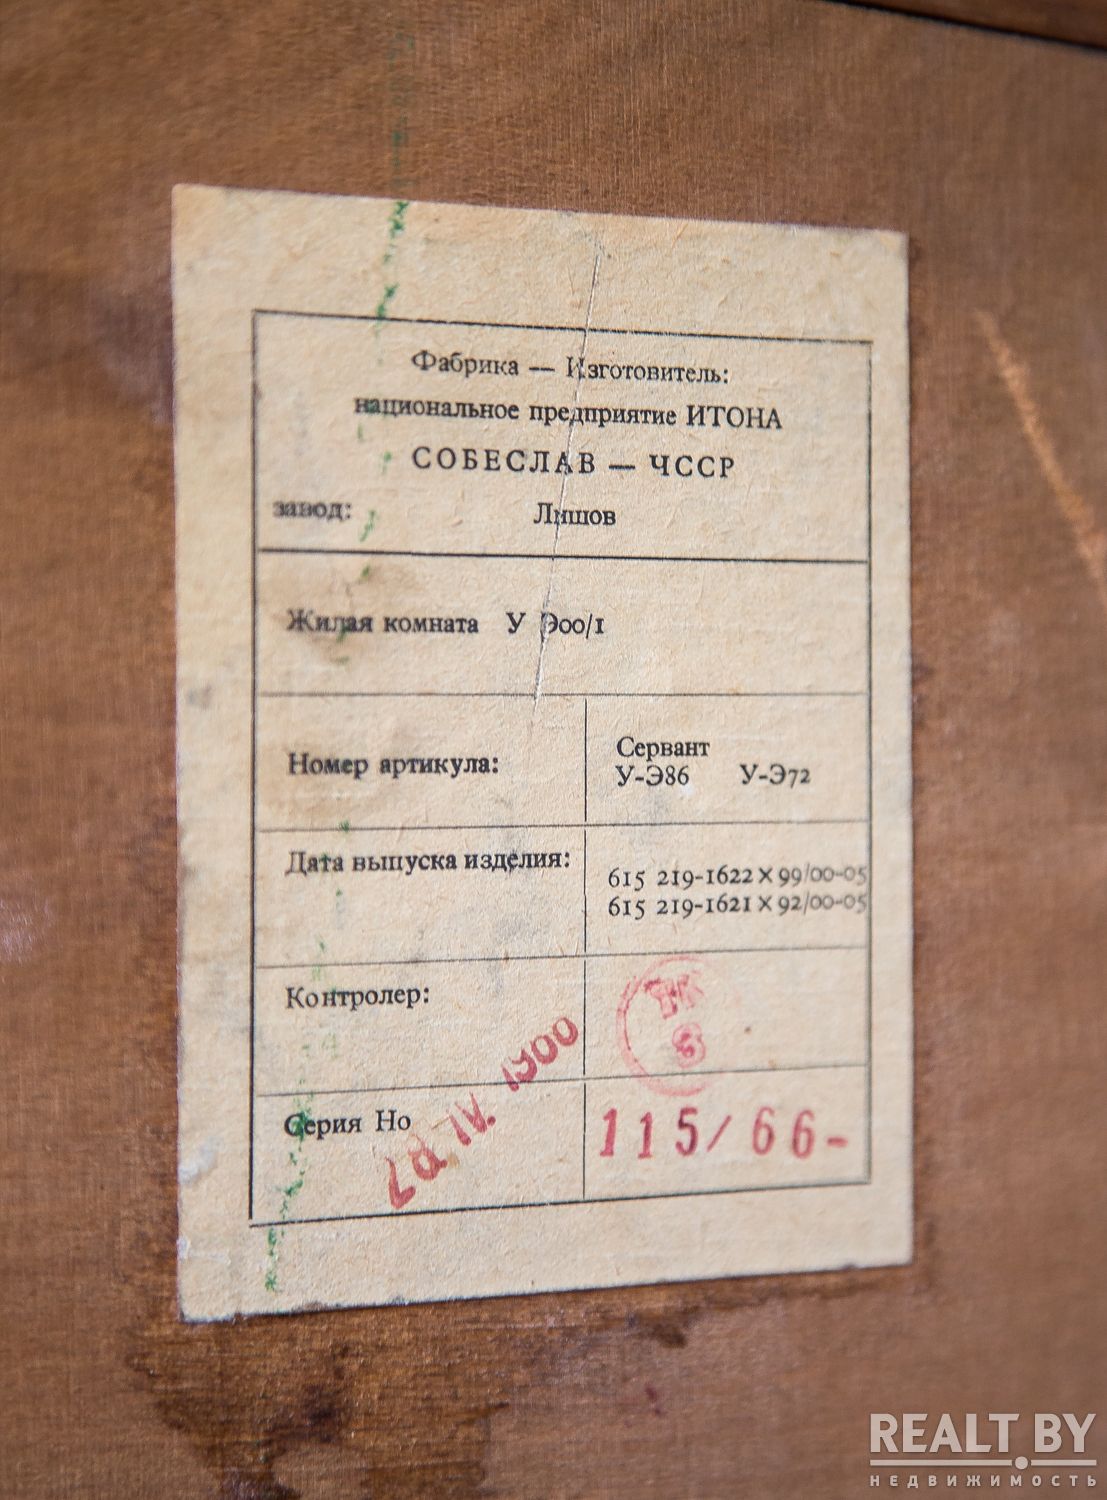 Фабрика — Изготовитель:
национальное предприятие ИТОНА
СОБЕСЛАВ — ЧССР
завод: Лишов
Жилая комната У Э00/1
Номер артикула: Сервант
У-Э86 У-Э72
Дата выпуска изделия:
615 219-1622 X 99/00-05
615 219-1621 X 92/00-05
Контролер:
IV. 1966
Серия Но 115/66-
REALT.BY
НЕДВИЖИМОСТЬ